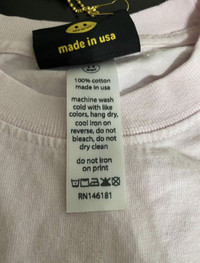 made in usa
100% cotton
made in usa
machine wash
cold with like
colors, hang dry,
cool iron on
reverse, do not
bleach, do not
dry clean
do not iron
on print
RN146181